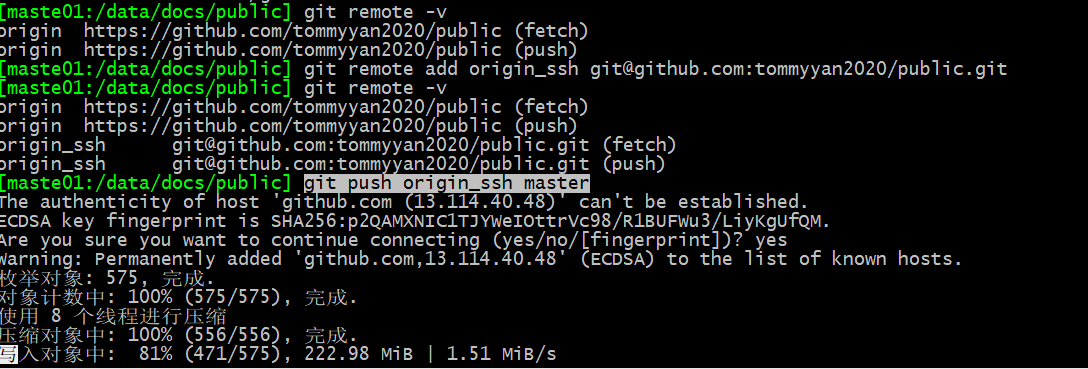 [maste01:/data/docs/public] git remote -v
origin  https://github.com/tommyyan2020/public (fetch)
origin  https://github.com/tommyyan2020/public (push)
[maste01:/data/docs/public] git remote add origin_ssh git@github.com:tommyyan2020/public.git
[maste01:/data/docs/public] git remote -v
origin  https://github.com/tommyyan2020/public (fetch)
origin  https://github.com/tommyyan2020/public (push)
origin_ssh      git@github.com:tommyyan2020/public.git (fetch)
origin_ssh      git@github.com:tommyyan2020/public.git (push)
[maste01:/data/docs/public] git push origin_ssh master
The authenticity of host 'github.com (13.114.40.48)' can't be established.
ECDSA key fingerprint is SHA256:p2QAMXNIC1TJYWeIOttrVc98/R1BUFWu3/LiyKgUfQM.
Are you sure you want to continue connecting (yes/no/[fingerprint])? yes
Warning: Permanently added 'github.com,13.114.40.48' (ECDSA) to the list of known hosts.
枚举对象: 575, 完成.
对象计数中: 100% (575/575), 完成.
使用 8 个线程进行压缩
压缩对象中: 100% (556/556), 完成.
写入对象中:  81% (471/575), 222.98 MiB | 1.51 MiB/s